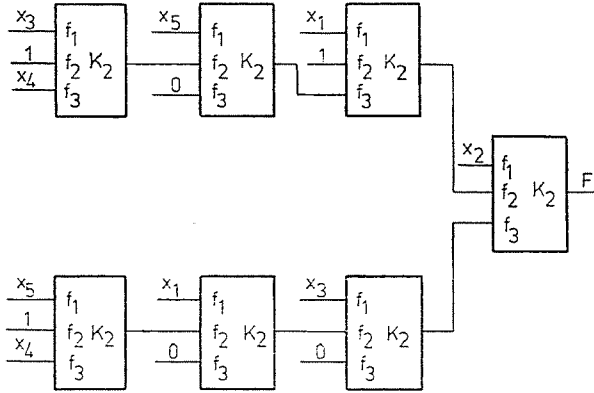 x3 f1 x5 f1 x1 f1
1 f2 K2 f2 K2 1 f2 K2
x4 f3 0 f3 f3
x2 f1
f2 K2 F
f3
x5 f1 x1 f1 x3 f1
1 f2 K2 f2 K2 f2 K2
x4 f3 0 f3 0 f3